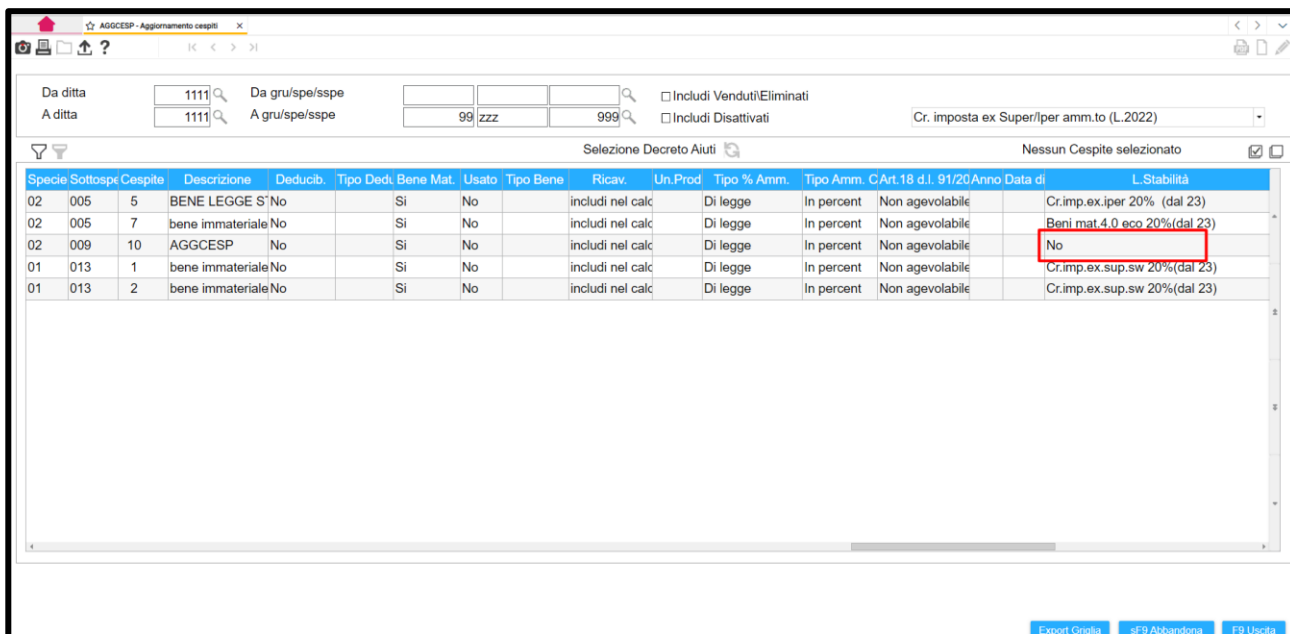 AGGCESP - Aggiornamento cespiti ×
?
Da ditta 1111 Da gru/spe/sspe Includi Venduti\Eliminati
A ditta 1111 A gru/spe/sspe 99 zzz 999 Includi Disattivati Cr. imposta ex Super/Iper amm.to (L.2022)
Selezione Decreto Aiuti Nessun Cespite selezionato
Specie Sottospe Cespite Descrizione Deducib. Tipo Dedu Bene Mat. Usato Tipo Bene Ricav. Un.Prod Tipo % Amm. Tipo Amm. C Art.18 d.l. 91/20 Anno Data di L.Stabilità
02 005 5 BENE LEGGE ST No Si No includi nel calc Di legge In percent Non agevolabile Cr.imp.ex.iper 20% (dal 23)
02 005 7 bene immateriale No Si No includi nel calc Di legge In percent Non agevolabile Beni mat.4.0 eco 20%(dal 23)
02 009 10 AGGCESP No Si No includi nel calc Di legge In percent Non agevolabile No
01 013 1 bene immateriale No Si No includi nel calc Di legge In percent Non agevolabile Cr.imp.ex.sup.sw 20%(dal 23)
01 013 2 bene immateriale No Si No includi nel calc Di legge In percent Non agevolabile Cr.imp.ex.sup.sw 20%(dal 23)
Export Griglia sF9 Abbandona F9 Uscita